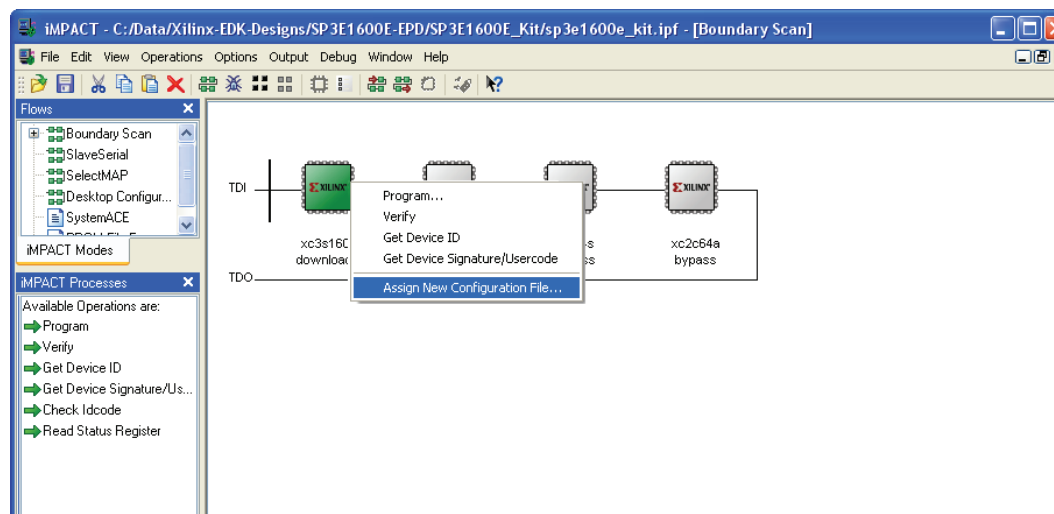 iMPACT - C:/Data/Xilinx-EDK-Designs/SP3E1600E-EPD/SP3E1600E_Kit/sp3e1600e_kit.ipf - [Boundary Scan]
File Edit View Operations Options Output Debug Window Help
Flows
Boundary Scan
SlaveSerial
SelectMAP
Desktop Configur...
SystemACE
iMPACT Modes
iMPACT Processes
Available Operations are:
Program
Verify
Get Device ID
Get Device Signature/Us...
Check Idcode
Read Status Register
TDI
XILINX
XILINX
xc3s160
downloa
xc2c64a
bypass
TDO
Program...
Verify
Get Device ID
Get Device Signature/Usercode
Assign New Configuration File...